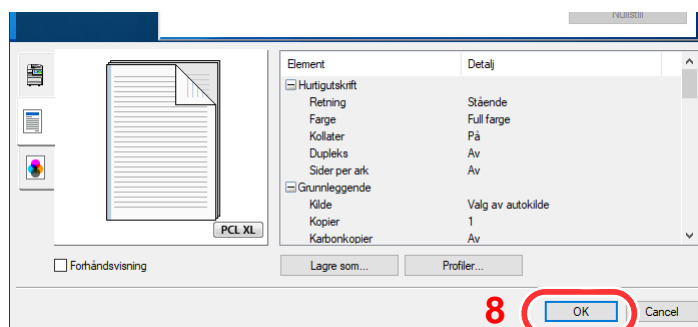 Nullstill
Element Detalj
Hurtigutskrift
Retning Stående
Farge Full farge
Kollater På
Dupleks Av
Sider per ark Av
Grunnleggende
Kilde Valg av autokilde
Kopier 1
Karbonkopier Av
PCL XL
Forhåndsvisning Lagre som... Profiler...
8 OK Cancel